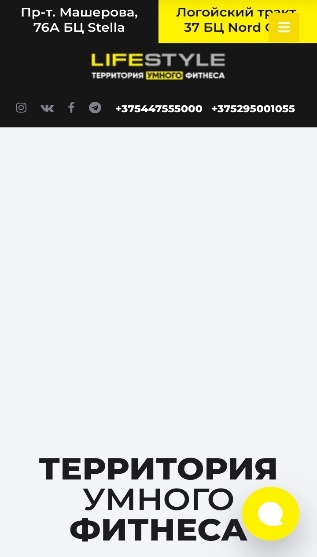 Пр-т. Машерова,
76А БЦ Stella
Логойский тракт
37 БЦ Nord
LIFESTYLE
ТЕРРИТОРИЯ УМНОГО ФИТНЕСА
+375447555000 +375295001055
ТЕРРИТОРИЯ
УМНОГО
ФИТНЕСА